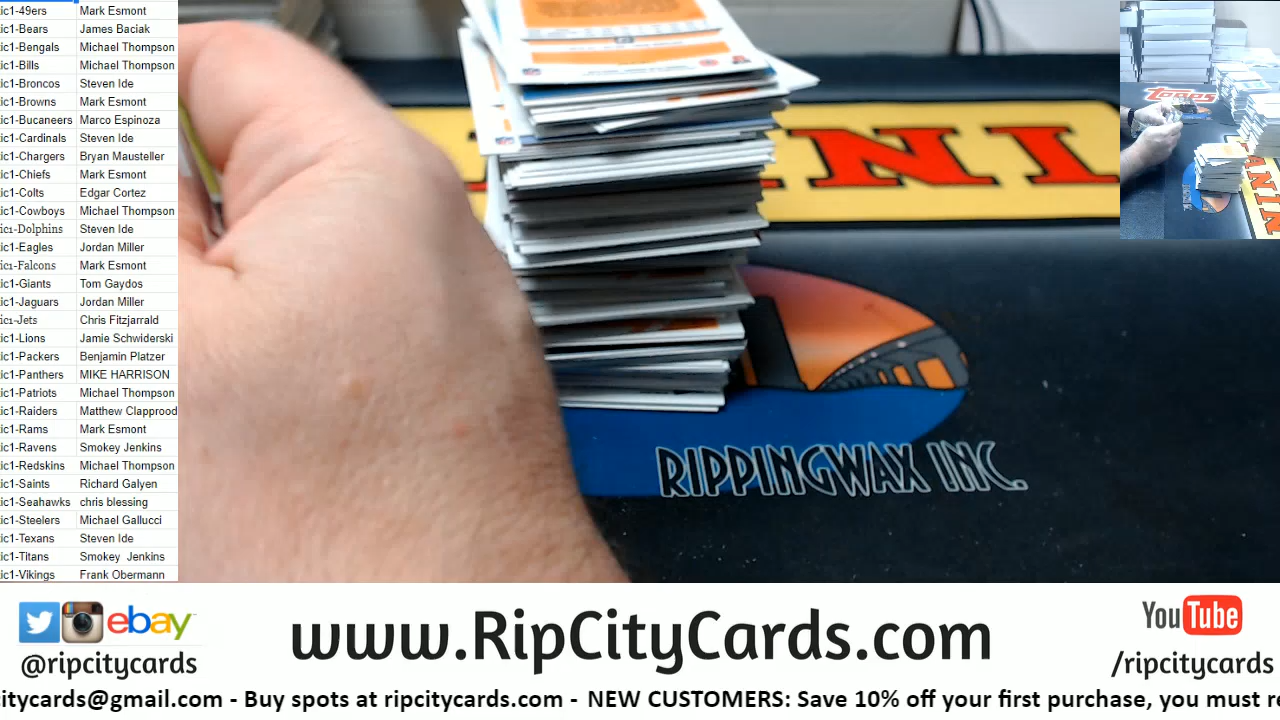 ic1-49ers Mark Esmont
ic1-Bears James Baciak
ic1-Bengals Michael Thompson
ic1-Bills Michael Thompson
ic1-Broncos Steven Ide
ic1-Browns Mark Esmont
ic1-Bucaneers Marco Espinoza
ic1-Cardinals Steven Ide
ic1-Chargers Bryan Mausteller
ic1-Chiefs Mark Esmont
ic1-Colts Edgar Cortez
ic1-Cowboys Michael Thompson
ic1-Dolphins Steven Ide
ic1-Eagles Jordan Miller
ic1-Falcons Mark Esmont
ic1-Giants Tom Gaydos
ic1-Jaguars Jordan Miller
ic1-Jets Chris Fitzjarrald
ic1-Lions Jamie Schwiderski
ic1-Packers Benjamin Platzer
ic1-Panthers MIKE HARRISON
ic1-Patriots Michael Thompson
ic1-Raiders Matthew Clapprood
ic1-Rams Mark Esmont
ic1-Ravens Smokey Jenkins
ic1-Redskins Michael Thompson
ic1-Saints Richard Galyen
ic1-Seahawks chris blessing
ic1-Steelers Michael Gallucci
ic1-Texans Steven Ide
ic1-Titans Smokey Jenkins
ic1-Vikings Frank Obermann
NINI
Topps
ANIN
RIPPINGWAX INC.
ebay
@ripcitycards
www.RipCityCards.com
YouTube
/ripcitycards
citycards@gmail.com - Buy spots at ripcitycards.com - NEW CUSTOMERS: Save 10% off your first purchase, you must re